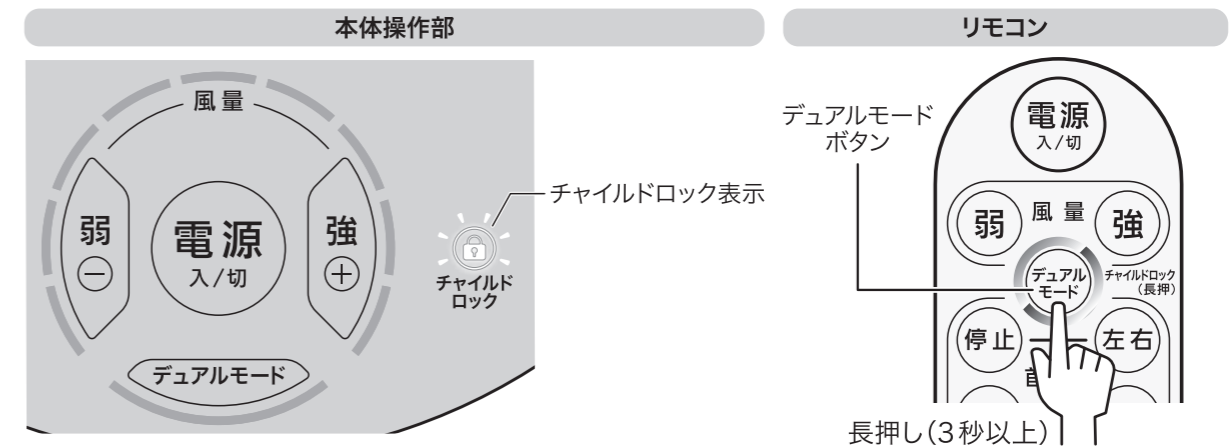 本体操作部
風量
弱
－
電源
入/切
強
＋
デュアルモード
チャイルドロック表示
チャイルド
ロック
リモコン
デュアルモード
ボタン
電源
入/切
弱
風量
強
デュアル
モード
チャイルドロック
（長押）
停止
左右
長押し（3秒以上）